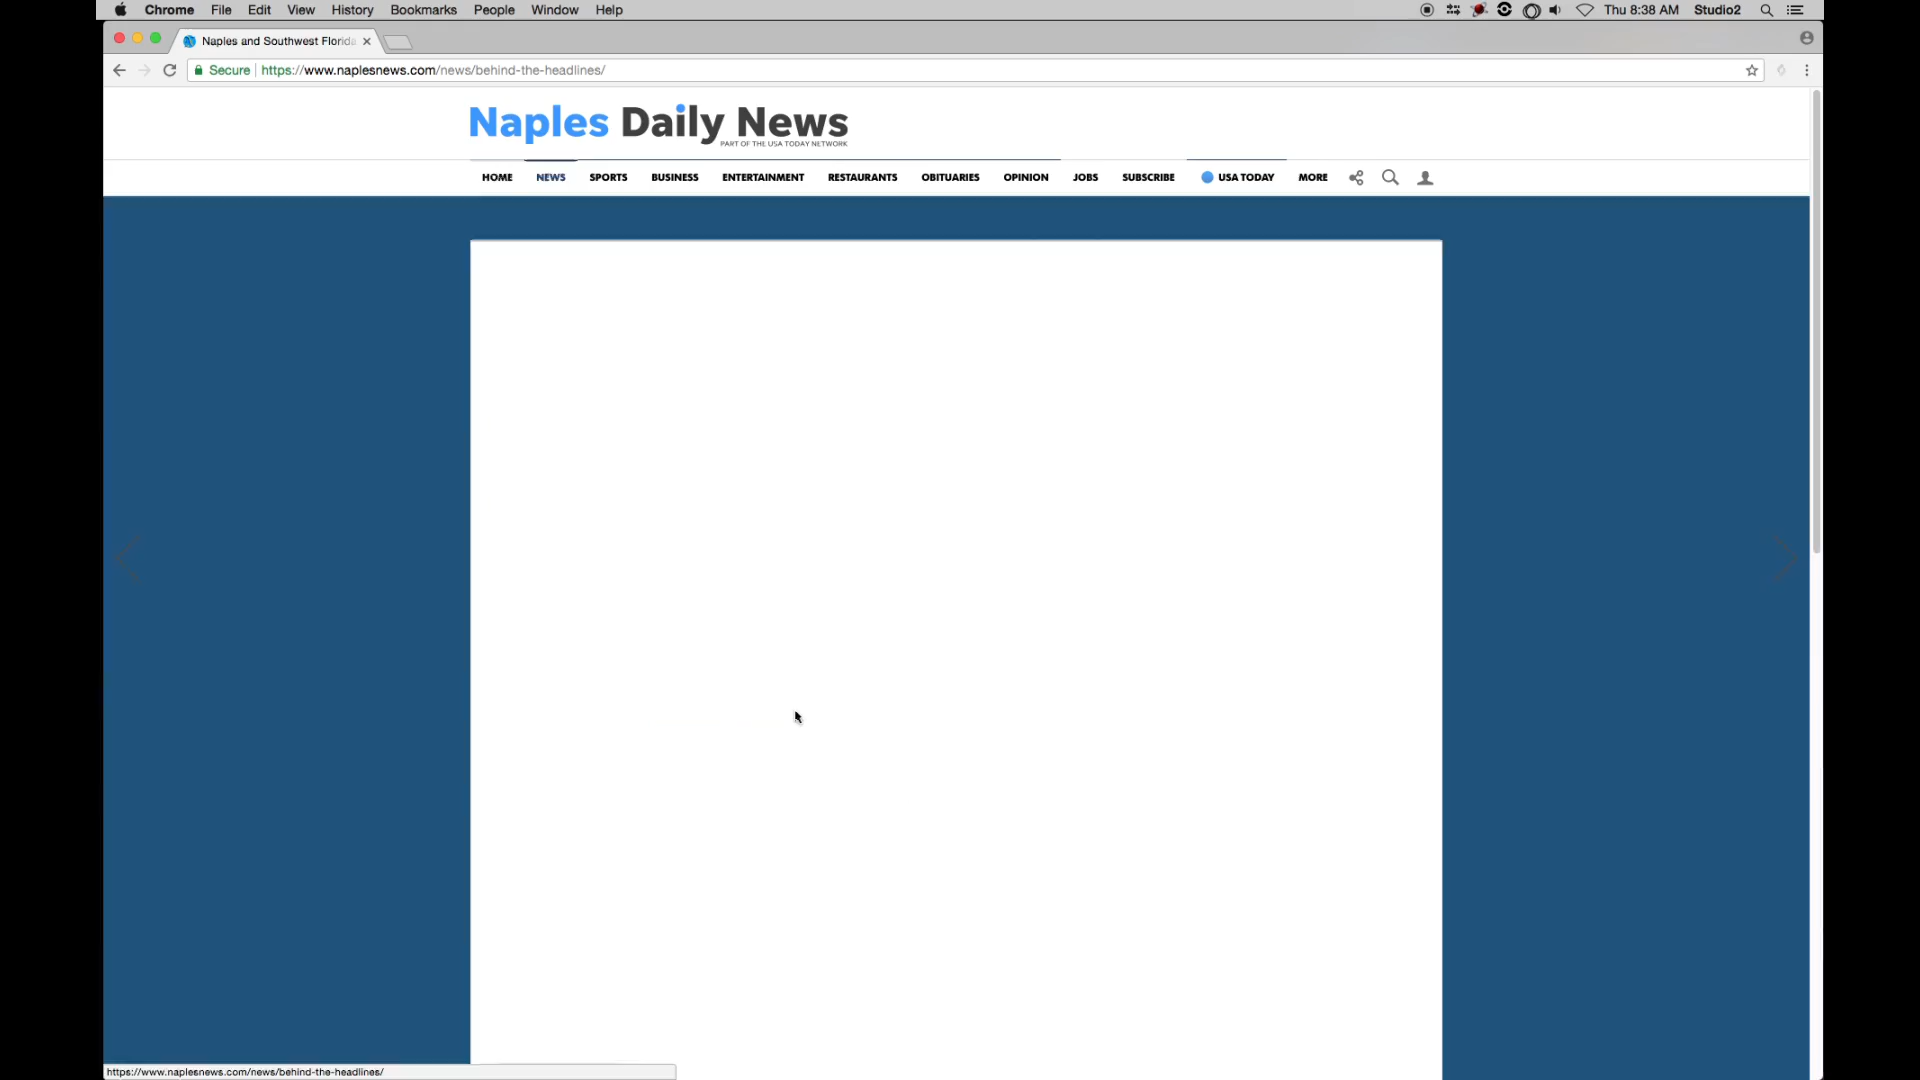 Chrome File Edit View History Bookmarks People Window Help Thu 8:38 AM Studio2
Naples and Southwest Florida
Secure https://www.naplesnews.com/news/behind-the-headlines/
Naples Daily News
PART OF THE USA TODAY NETWORK
HOME NEWS SPORTS BUSINESS ENTERTAINMENT RESTAURANTS OBITUARIES OPINION JOBS SUBSCRIBE USA TODAY MORE
https://www.naplesnews.com/news/behind-the-headlines/